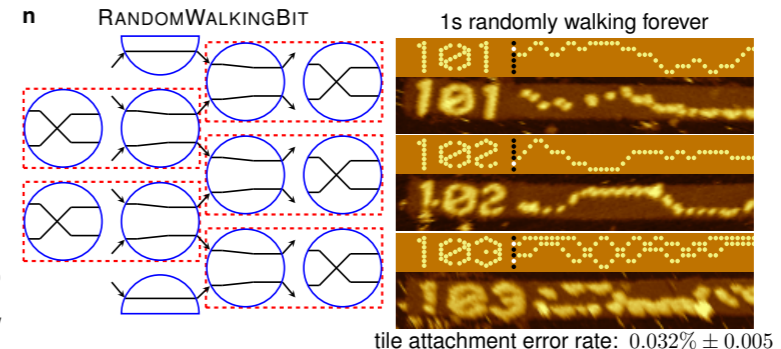 n RANDOMWALKINGBIT
1s randomly walking forever
101
101
102
102
103
103
tile attachment error rate: 0.032% ± 0.005